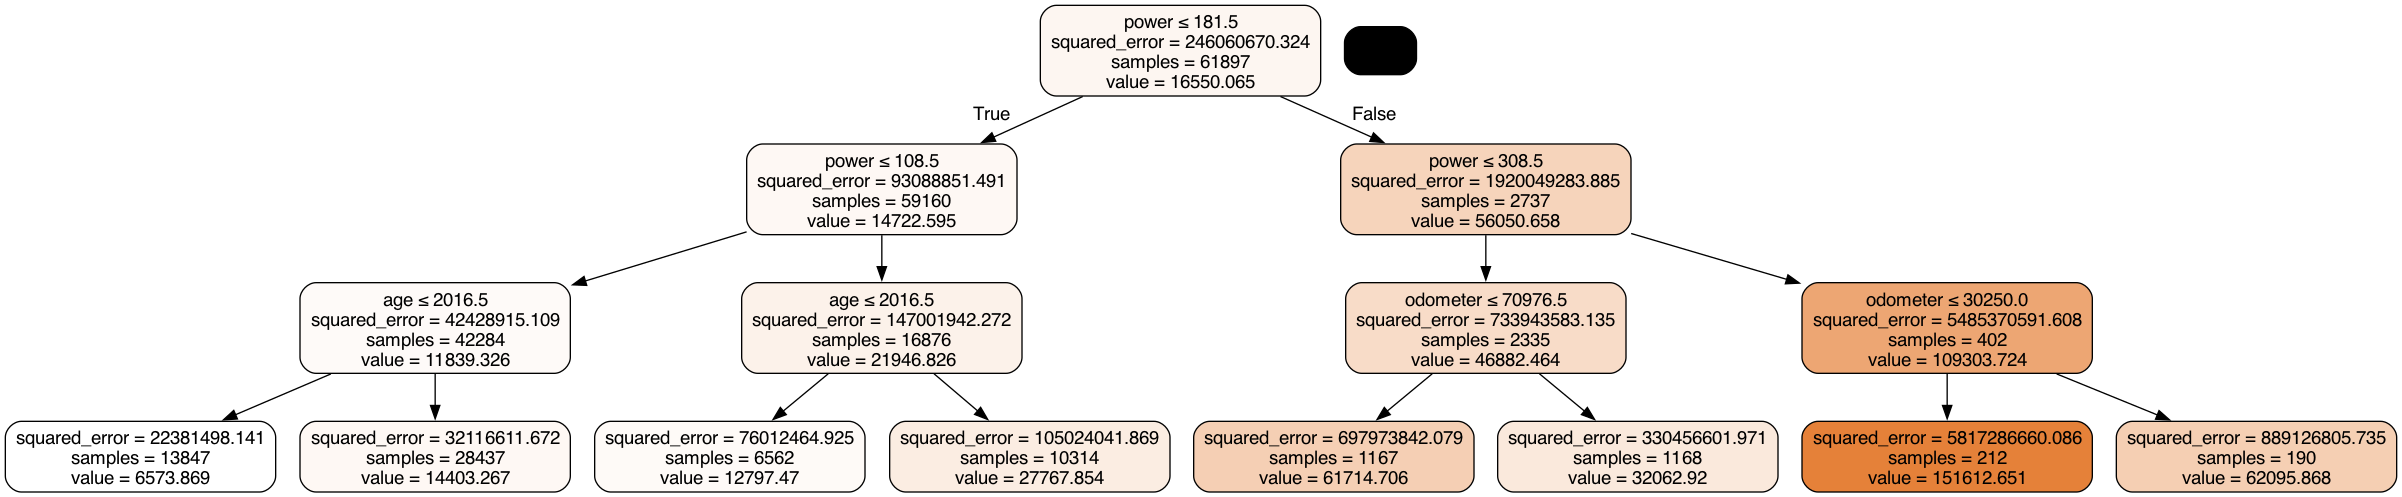 power ≤ 181.5
squared_error = 246060670.324
samples = 61897
value = 16550.065
True
False
power ≤ 108.5
squared_error = 93088851.491
samples = 59160
value = 14722.595
power ≤ 308.5
squared_error = 1920049283.885
samples = 2737
value = 56050.658
age ≤ 2016.5
squared_error = 42428915.109
samples = 42284
value = 11839.326
age ≤ 2016.5
squared_error = 147001942.272
samples = 16876
value = 21946.826
odometer ≤ 70976.5
squared_error = 733943583.135
samples = 2335
value = 46882.464
odometer ≤ 30250.0
squared_error = 5485370591.608
samples = 402
value = 109303.724
squared_error = 22381498.141
samples = 13847
value = 6573.869
squared_error = 32116611.672
samples = 28437
value = 14403.267
squared_error = 76012464.925
samples = 6562
value = 12797.47
squared_error = 105024041.869
samples = 10314
value = 27767.854
squared_error = 697973842.079
samples = 1167
value = 61714.706
squared_error = 330456601.971
samples = 1168
value = 32062.92
squared_error = 5817286660.086
samples = 212
value = 151612.651
squared_error = 889126805.735
samples = 190
value = 62095.868